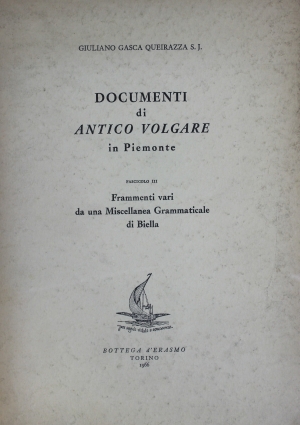 GIULIANO GASCA QUEIRAZZA S. J.
DOCUMENTI
di
ANTICO VOLGARE
in Piemonte
FASCICOLO III
Frammenti vari
da una Miscellanea Grammaticale
di Biella
BOTTEGA d'ERASMO
TORINO
1966